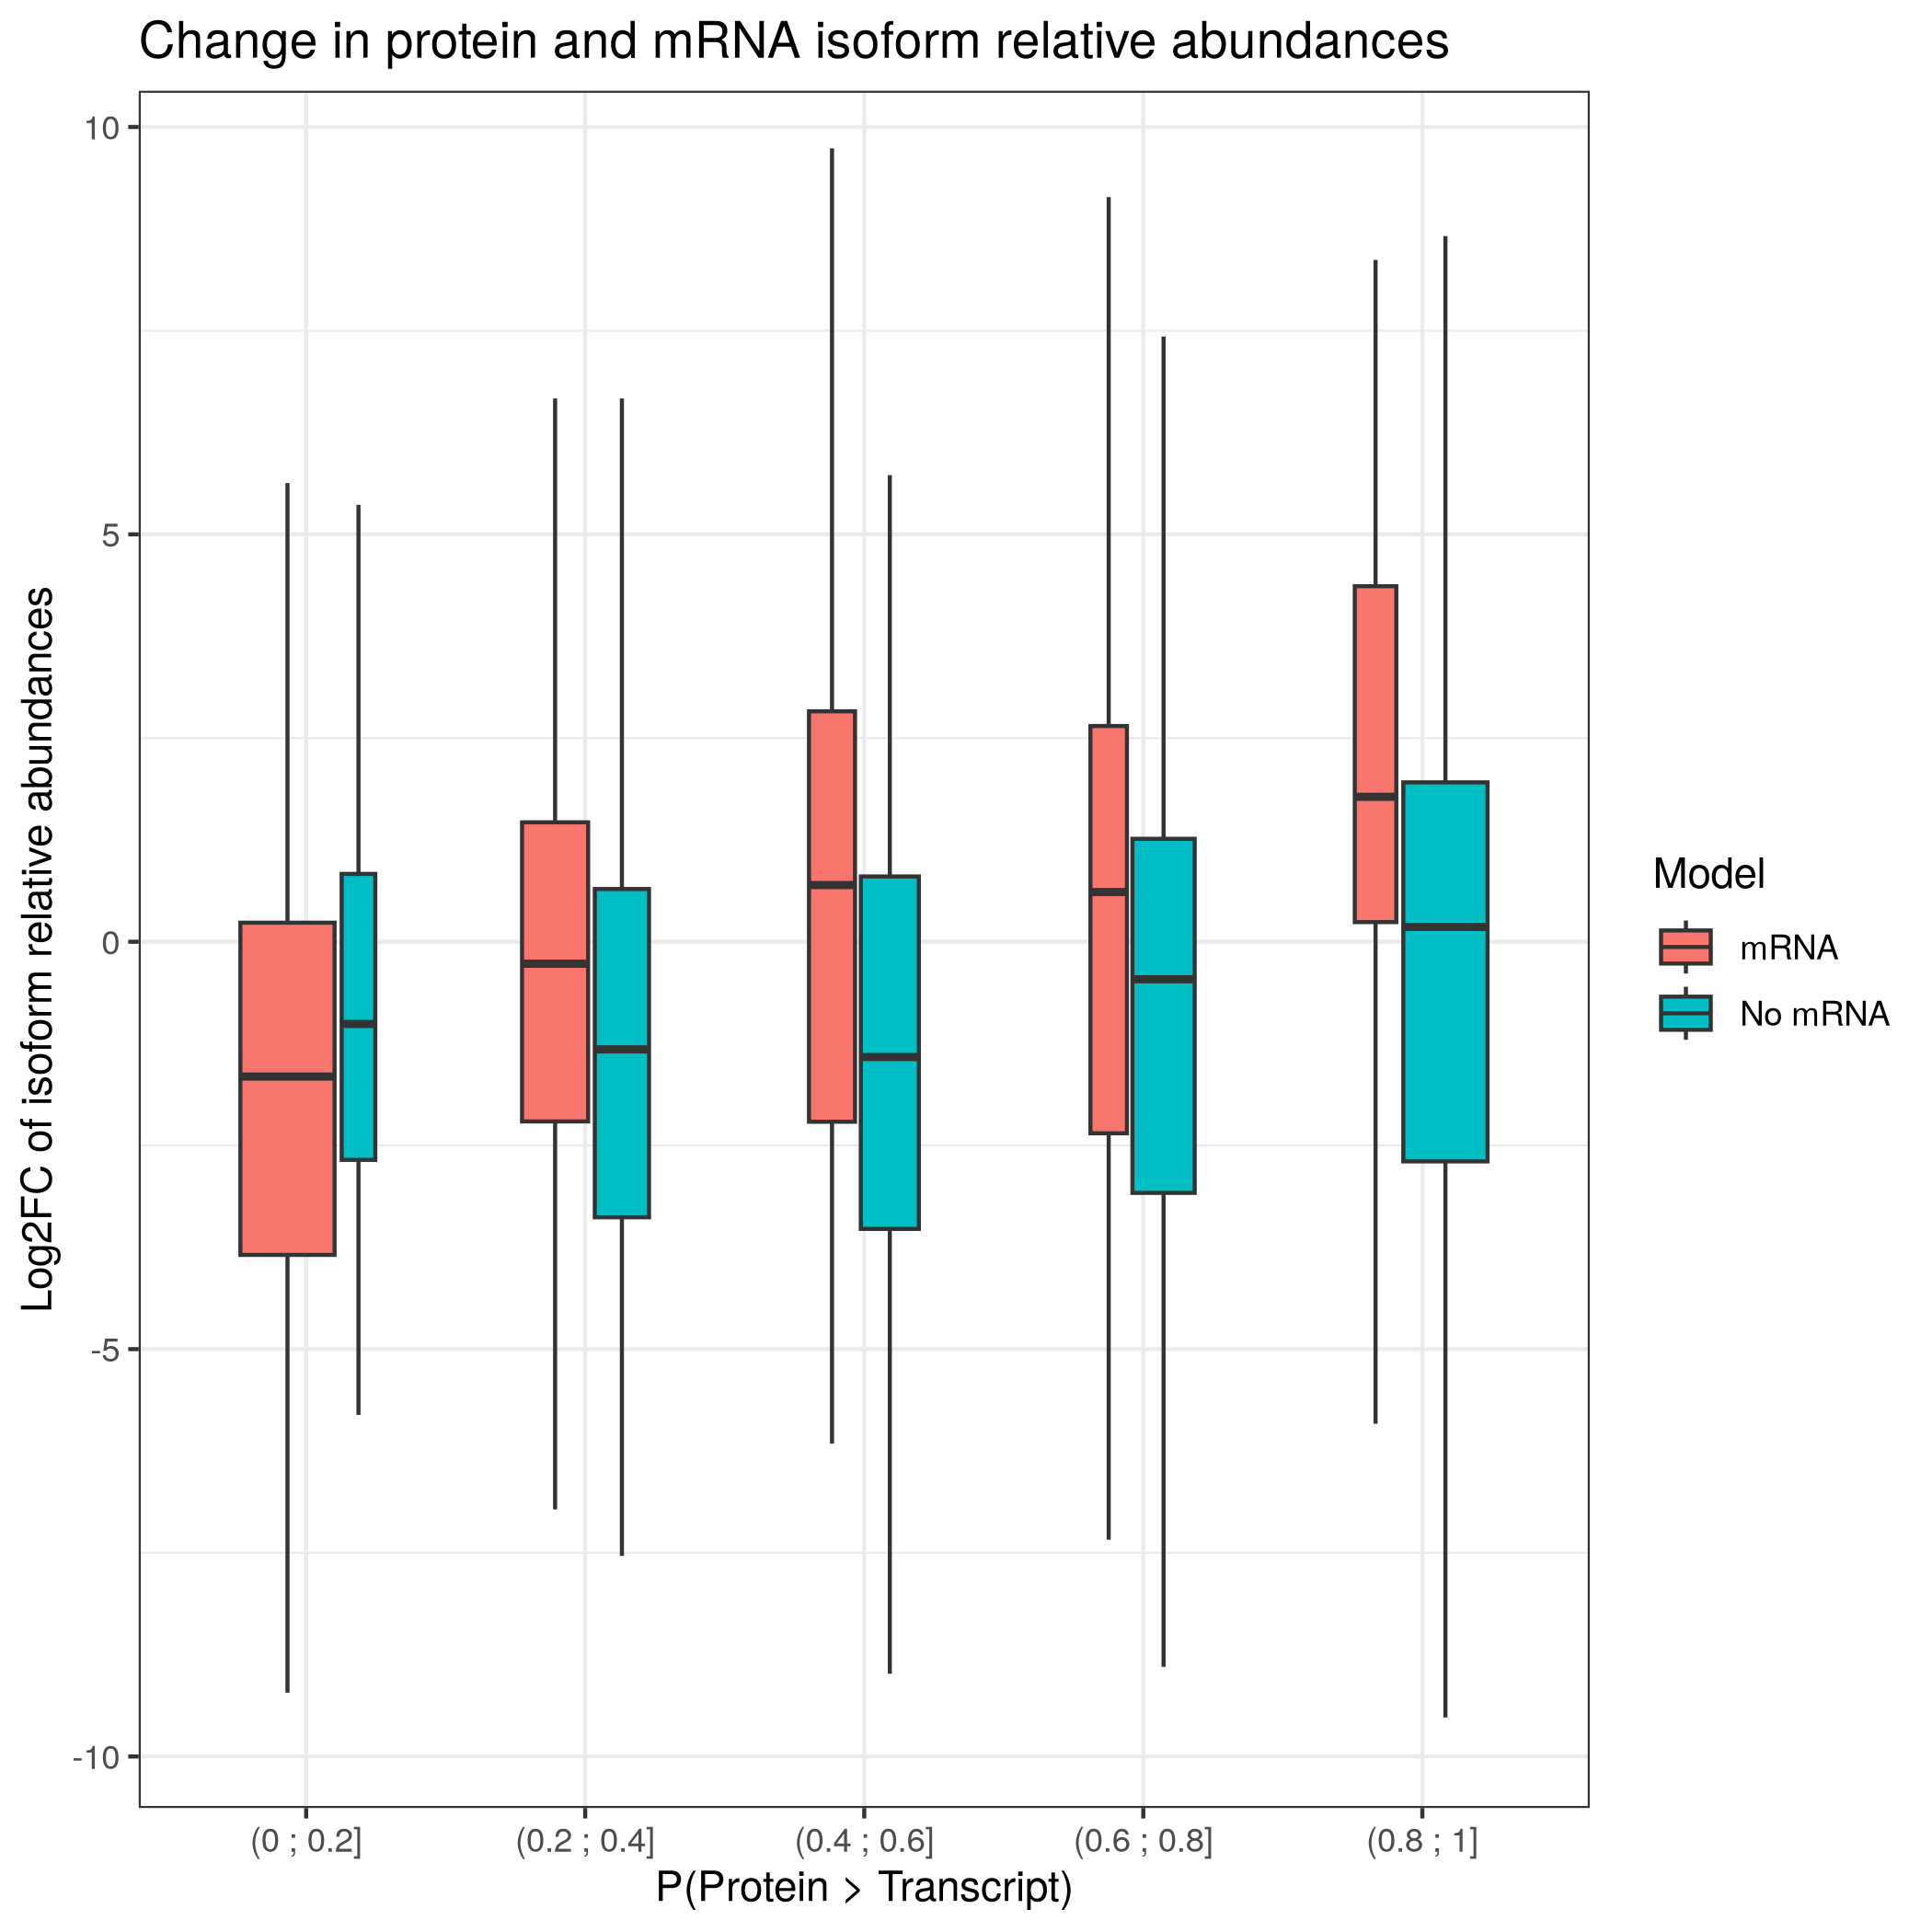 Change in protein and mRNA isoform relative abundances
Log2FC of isoform relative abundances
10
5
0
-5
-10
(0 ; 0.2]
(0.2 ; 0.4]
(0.4 ; 0.6]
(0.6 ; 0.8]
(0.8 ; 1]
P(Protein > Transcript)
Model
mRNA
No mRNA